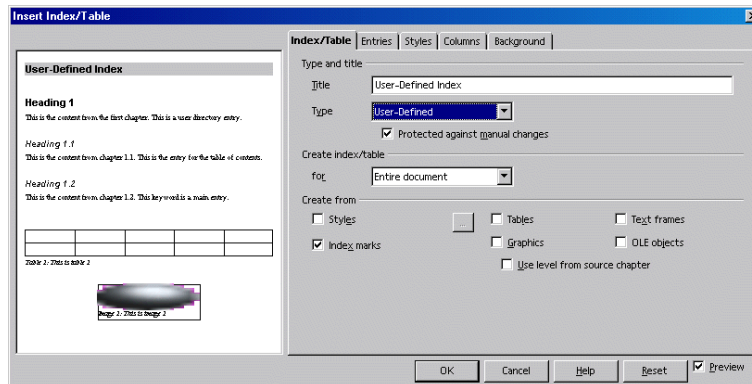 Insert Index/Table
User-Defined Index
Heading 1
This is the content from the first chapter. This is a user directory entry.
Heading 1.1
This is the content from chapter 1.1. This is the entry for the table of contents.
Heading 1.2
This is the content from chapter 1.2. This keyword is a main entry.
Table 1: This is table 1
Image 1: This is image 1
Index/Table Entries Styles Columns Background
Type and title
Title User-Defined Index
Type User-Defined
Protected against manual changes
Create index/table
for Entire document
Create from
Styles ... Tables Text frames
Index marks Graphics OLE objects
Use level from source chapter
OK Cancel Help Reset Preview